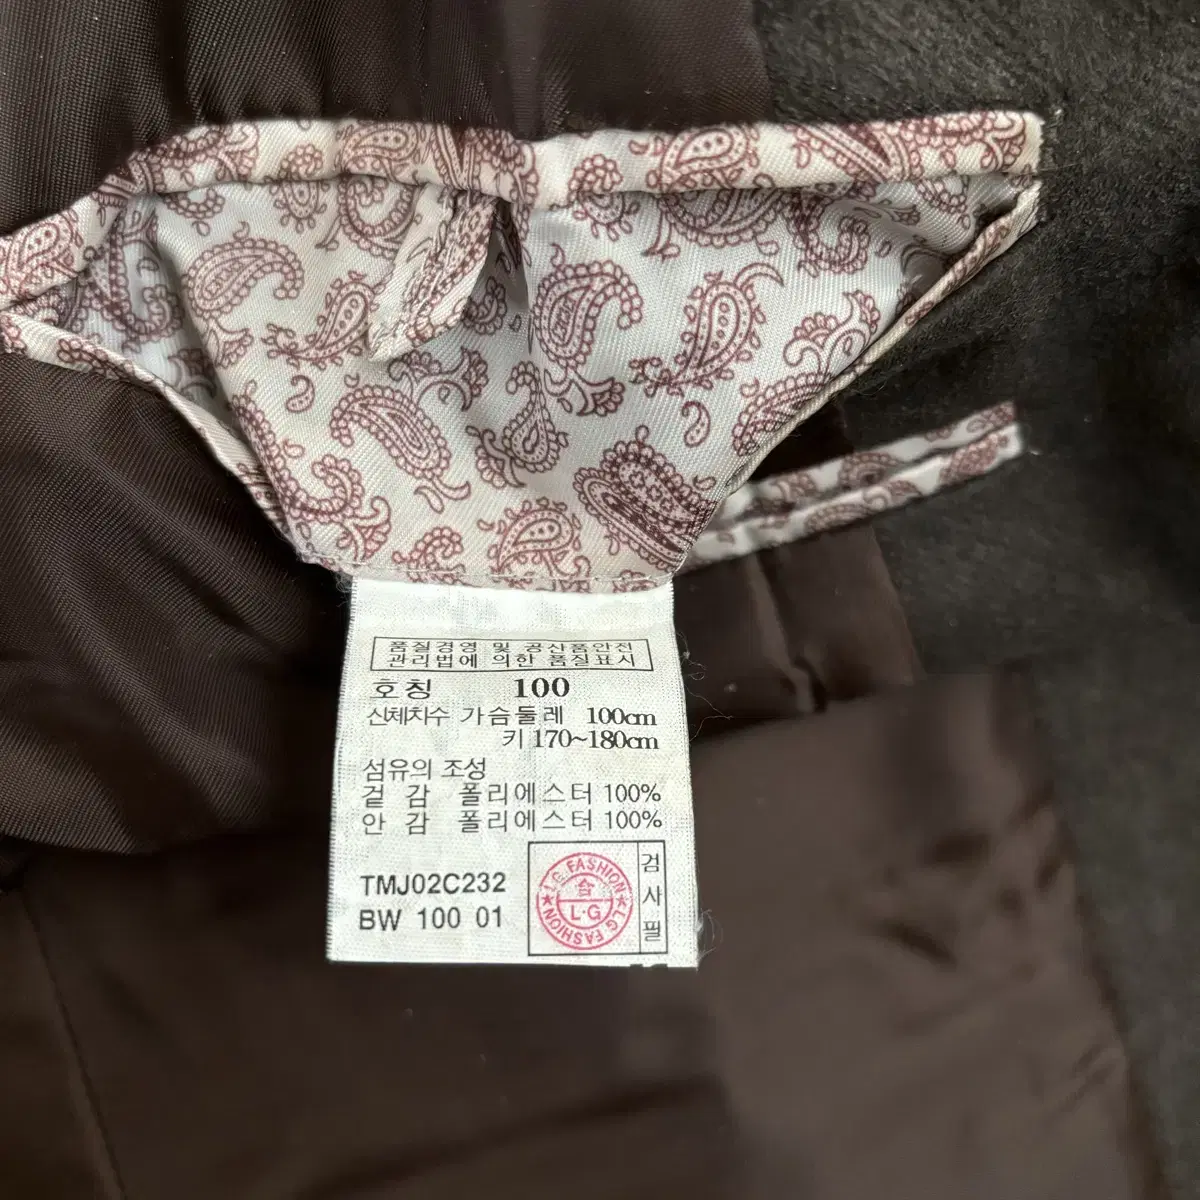 품질경영 및 공산품안전
관리법에 의한 품질표시
호칭 100
신체치수 가슴둘레 100cm
키 170~180cm
섬유의 조성
겉 감 폴리에스터 100%
안 감 폴리에스터 100%
TMJ02C232
BW 100 01
L.G FASHION
合
L·G
LG FASHION
검사필